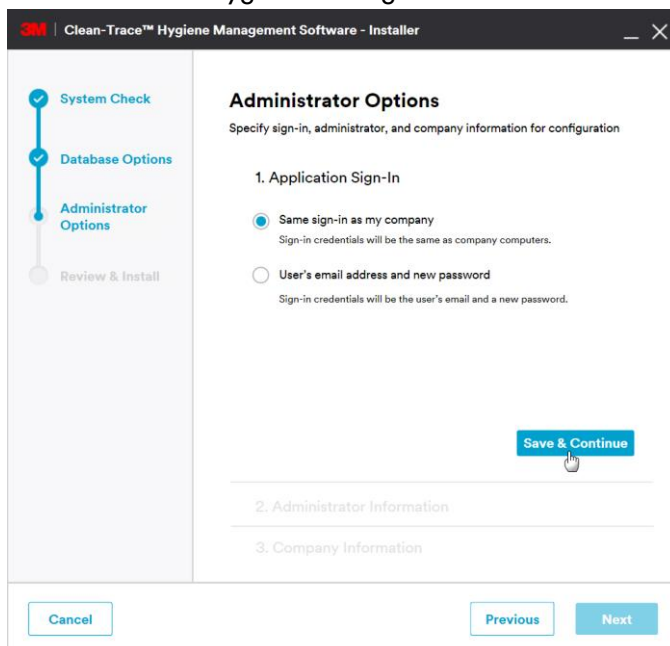 3M | Clean-Trace™ Hygiene Management Software - Installer
System Check
Database Options
Administrator
Options
Review & Install
Administrator Options
Specify sign-in, administrator, and company information for configuration
1. Application Sign-In
Same sign-in as my company
Sign-in credentials will be the same as company computers.
User's email address and new password
Sign-in credentials will be the user's email and a new password.
Save & Continue
2. Administrator Information
3. Company Information
Cancel
Previous
Next